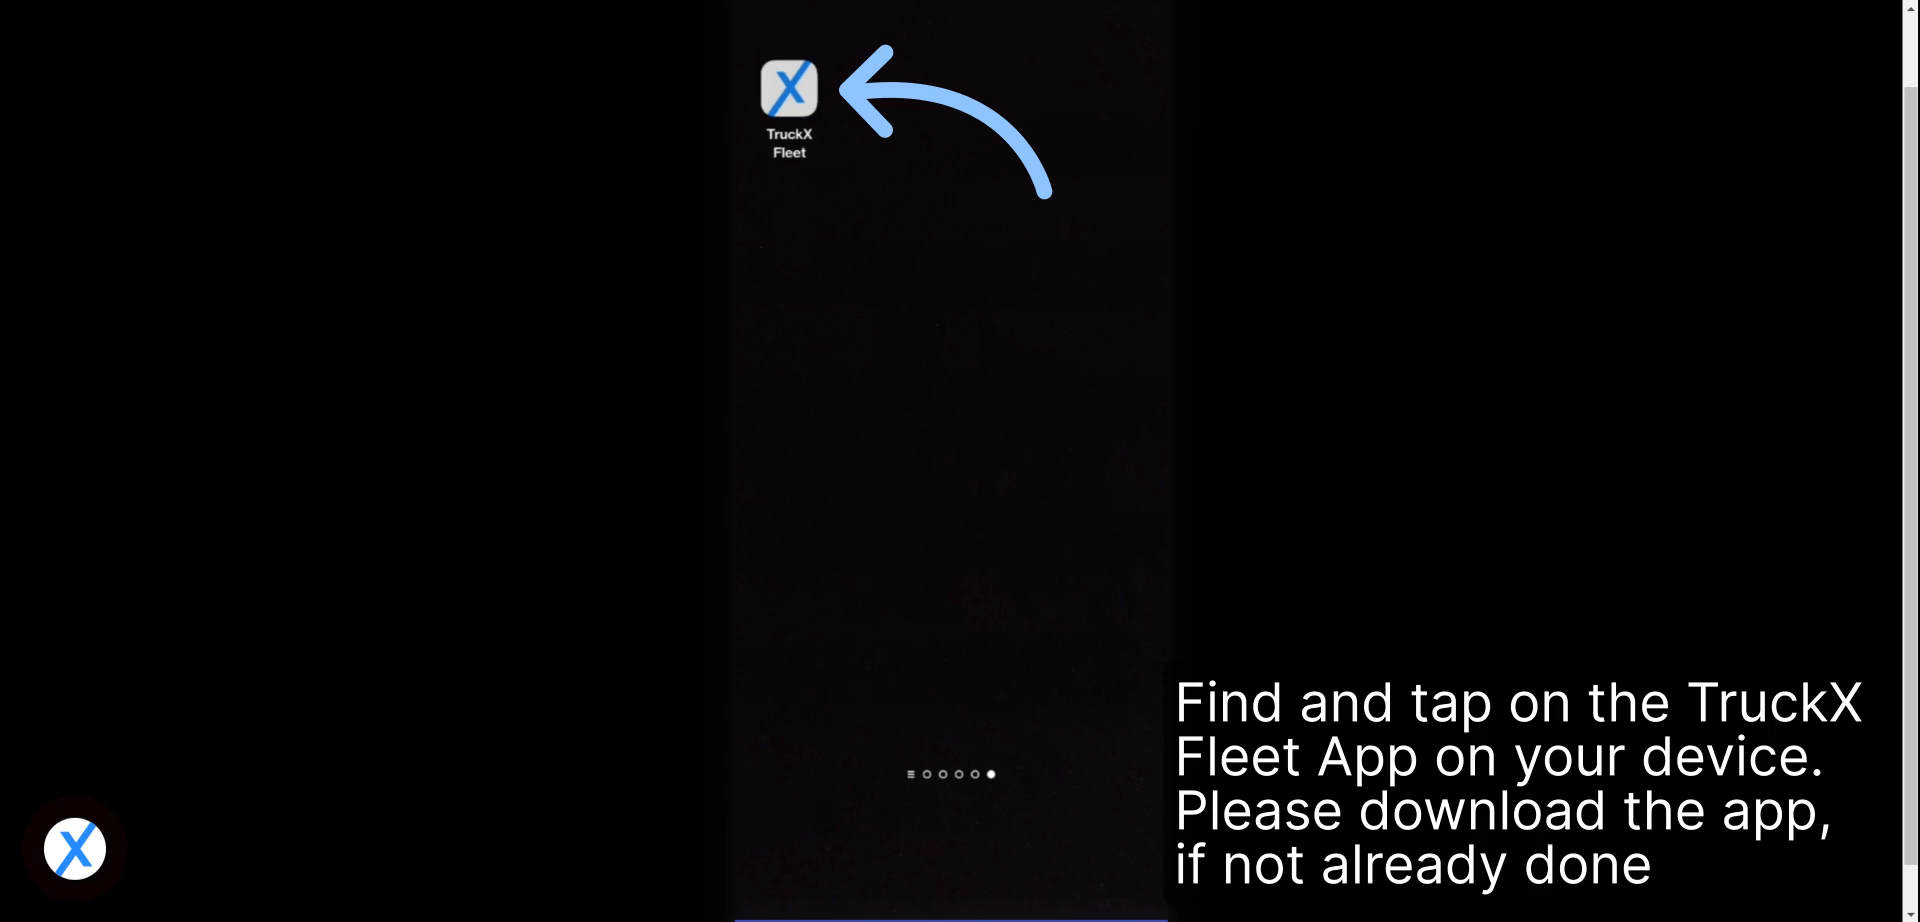 TruckX
Fleet
Find and tap on the TruckX
Fleet App on your device.
Please download the app,
if not already done